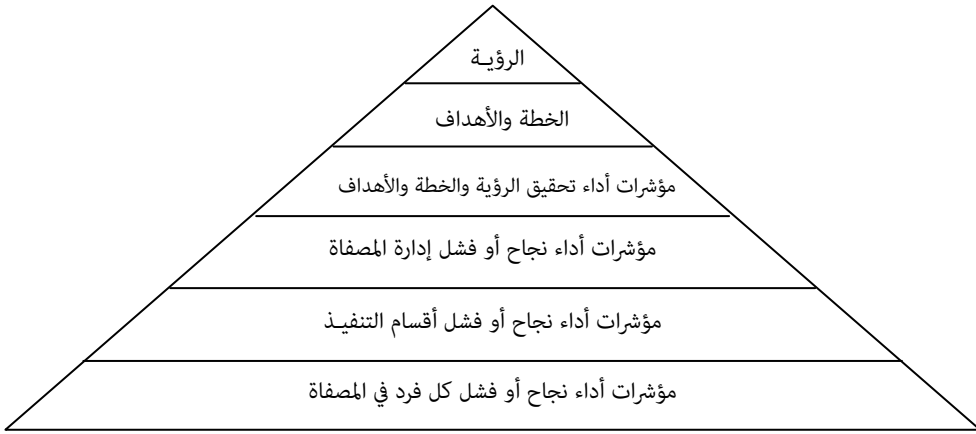 الرؤيـة
الخطة والأهداف
مؤشرات أداء تحقيق الرؤية والخطة والأهداف
مؤشرات أداء نجاح أو فشل إدارة المصفاة
مؤشرات أداء نجاح أو فشل أقسام التنفيـذ
مؤشرات أداء نجاح أو فشل كل فرد في المصفاة